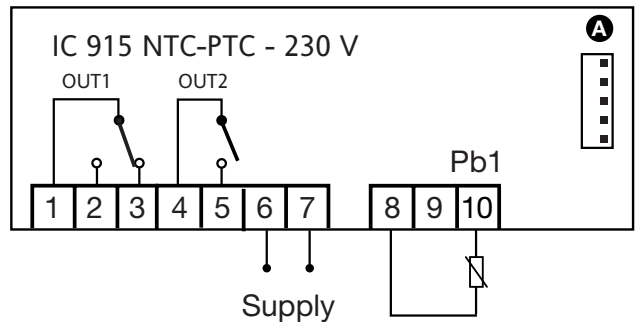 IC 915 NTC-PTC - 230 V
A
OUT1 OUT2
Pb1
1 2 3 4 5 6 7 8 9 10
Supply